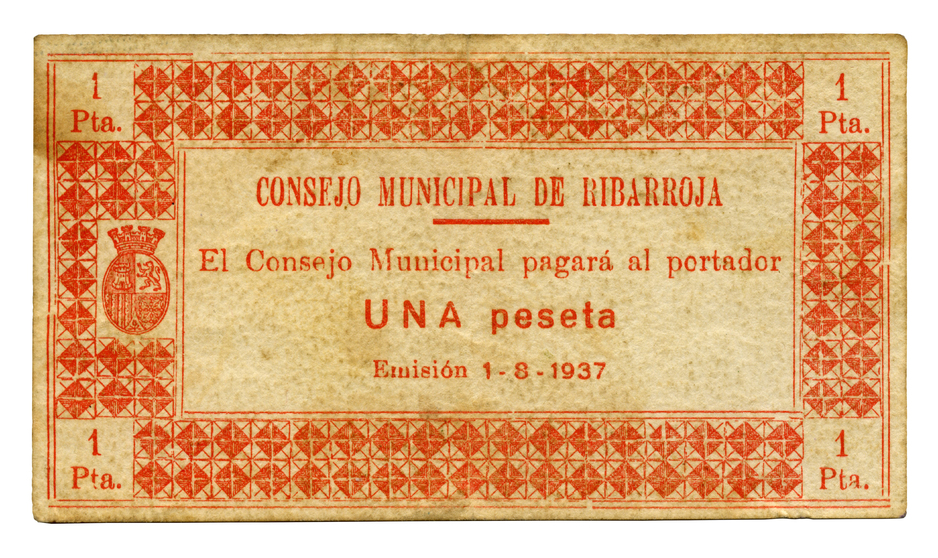 1 Pta.
1 Pta.
CONSEJO MUNICIPAL DE RIBARROJA
El Consejo Municipal pagará al portador
UNA peseta
Emisión 1-8-1937
1 Pta.
1 Pta.